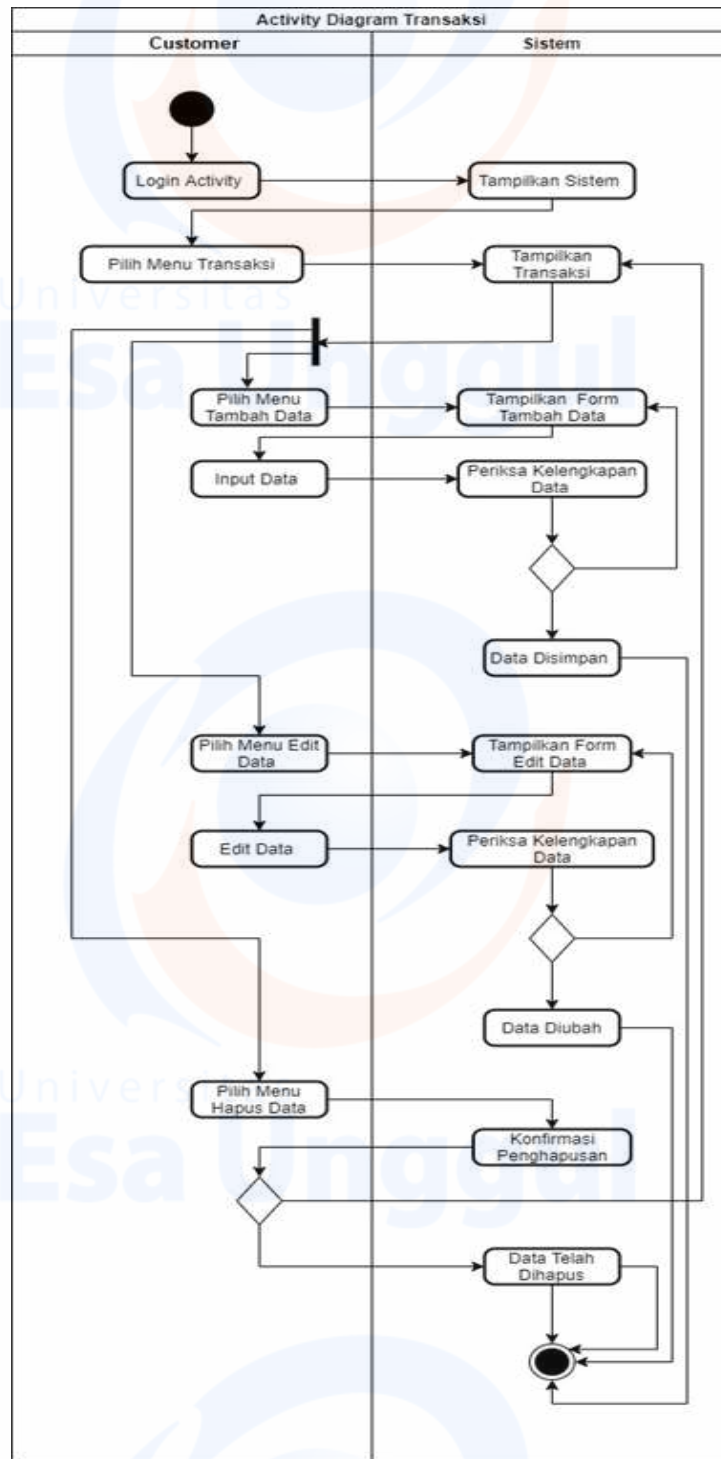 Activity Diagram Transaksi
Customer
Sistem
Login Activity
Tampilkan Sistem
Pilih Menu Transaksi
Tampilkan
Transaksi
Universitas
Esa Unggul
Pilih Menu
Tambah Data
Tampilkan Form
Tambah Data
Input Data
Periksa Kelengkapan
Data
Data Disimpan
Pilih Menu Edit
Data
Tampilkan Form
Edit Data
Edit Data
Periksa Kelengkapan
Data
Data Diubah
Universitas
Esa Unggul
Pilih Menu
Hapus Data
Konfirmasi
Penghapusan
Data Telah
Dihapus